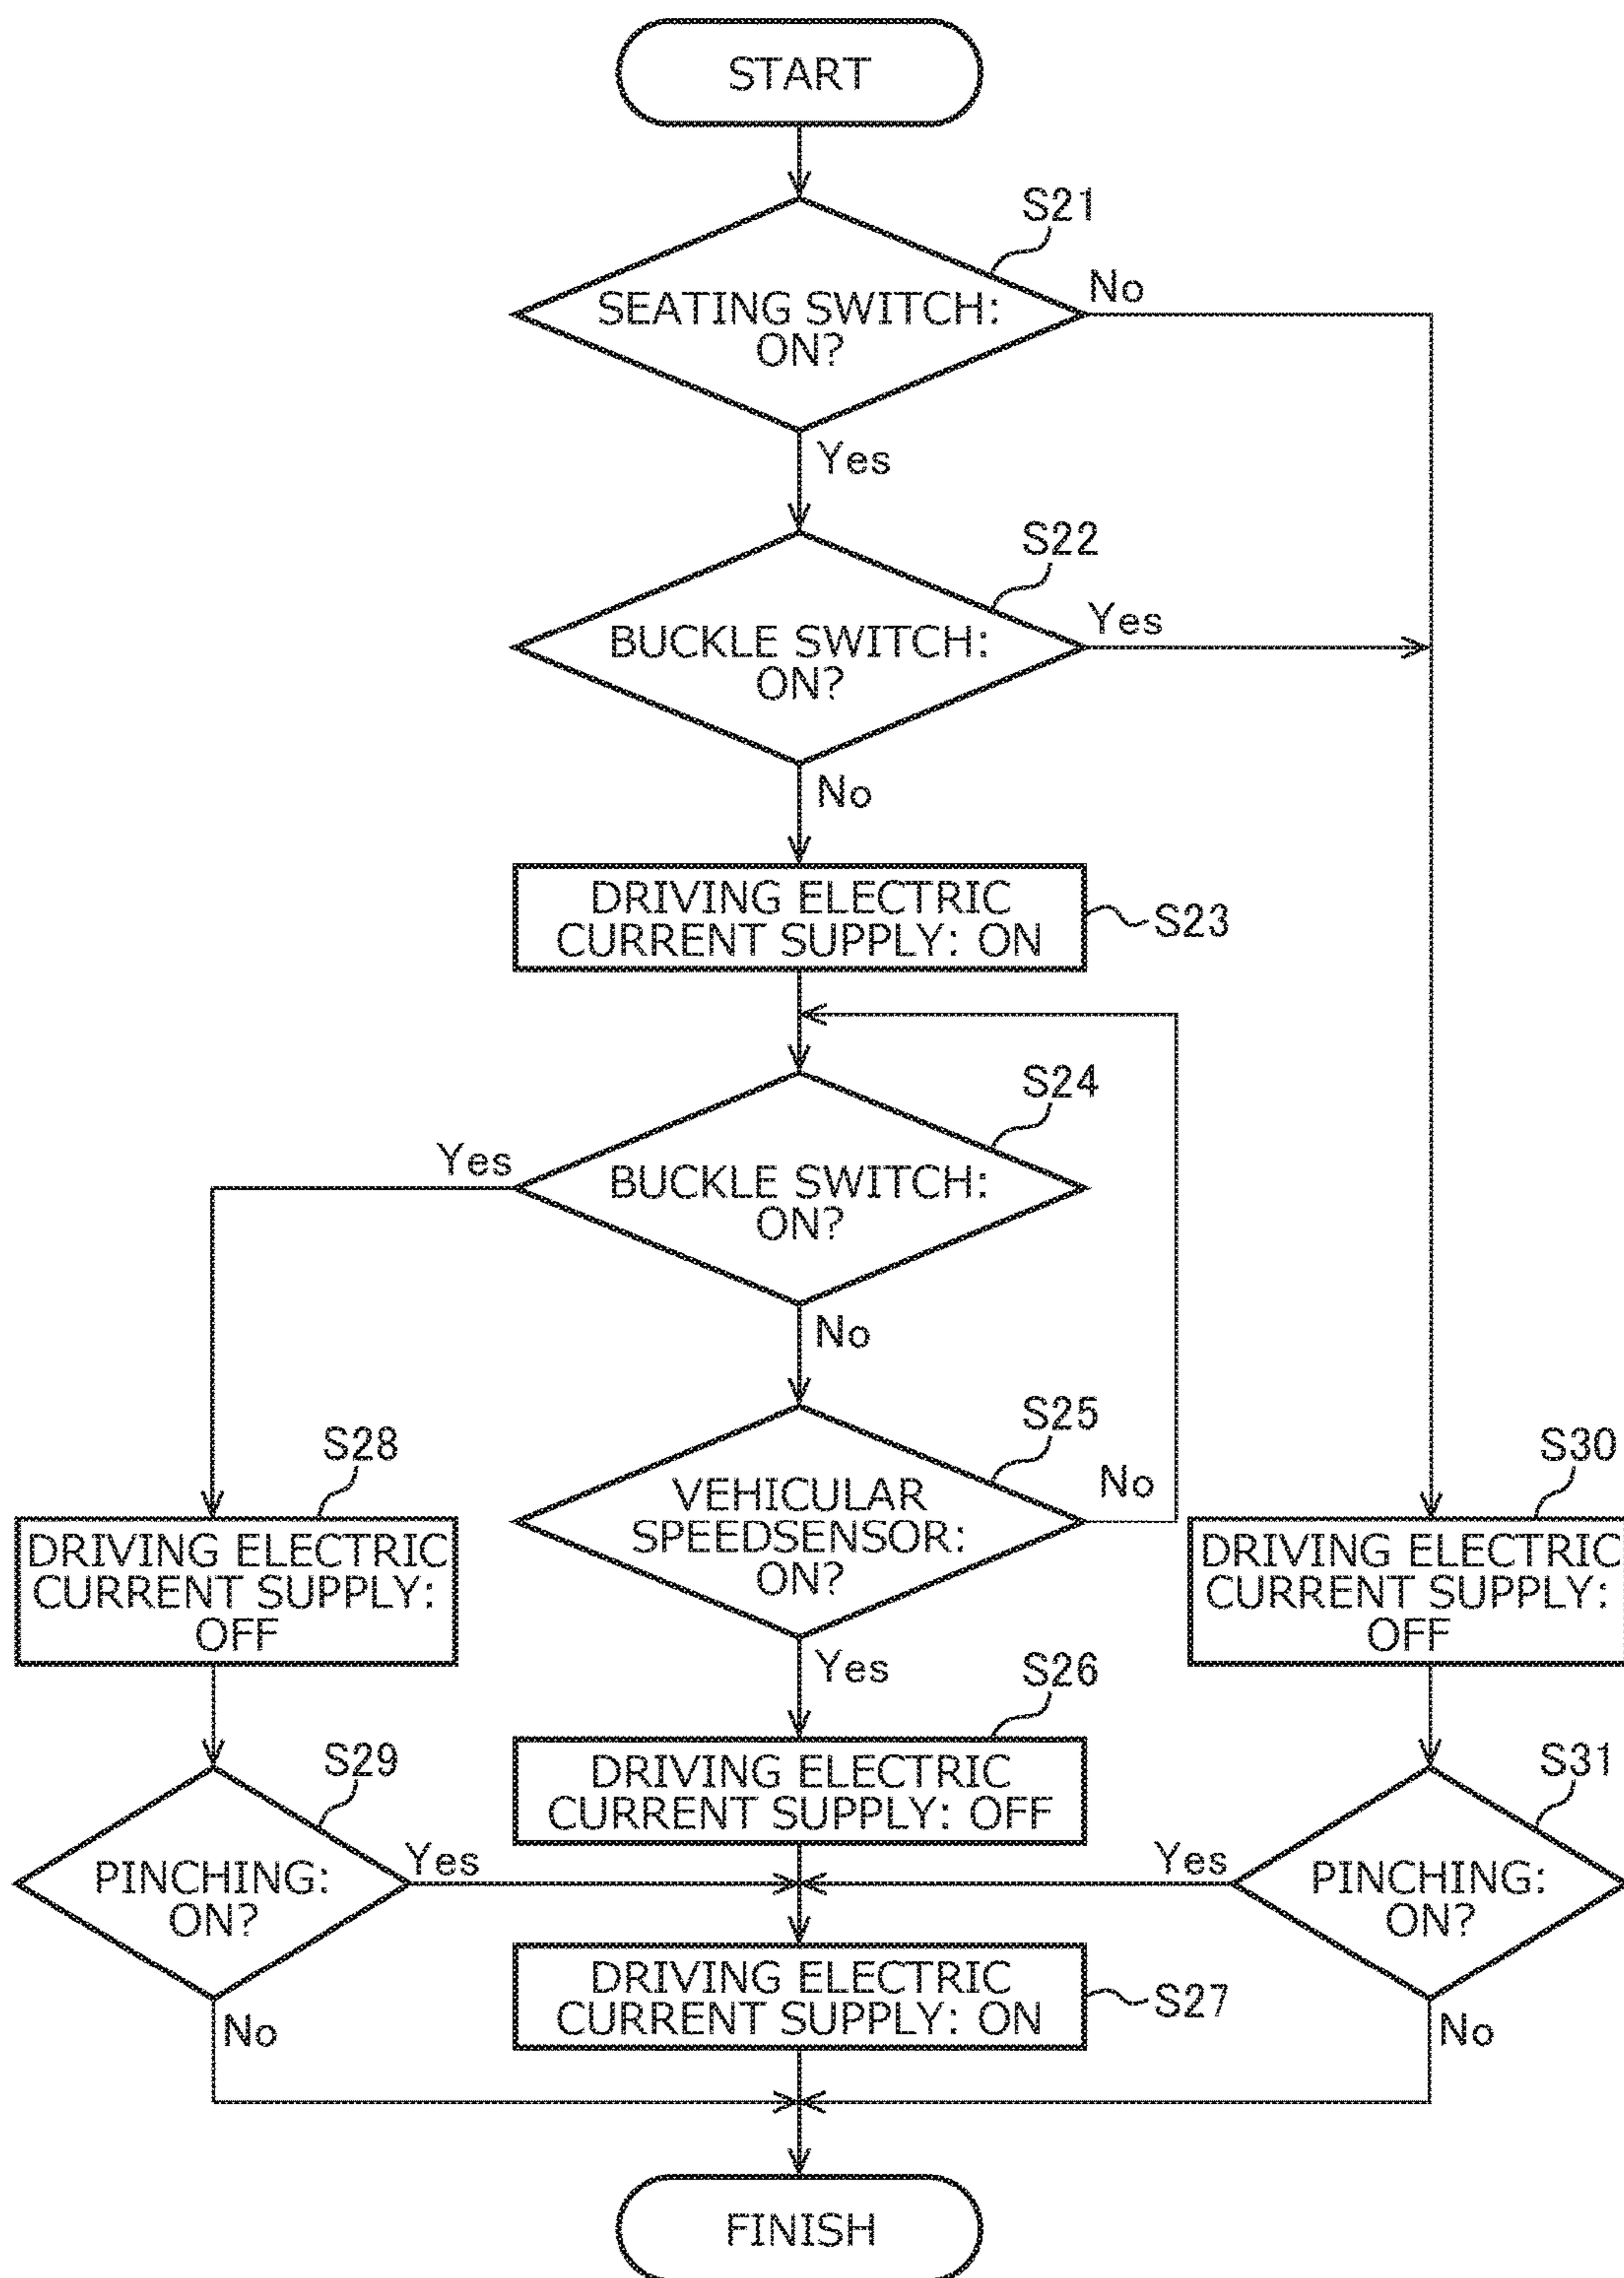 START
S21
SEATING SWITCH:
ON?
No
Yes
S22
BUCKLE SWITCH:
ON?
Yes
No
DRIVING ELECTRIC
CURRENT SUPPLY: ON
S23
S24
Yes
BUCKLE SWITCH:
ON?
No
S25
VEHICULAR
SPEEDSENSOR:
ON?
No
Yes
S28
DRIVING ELECTRIC
CURRENT SUPPLY:
OFF
S30
DRIVING ELECTRIC
CURRENT SUPPLY:
OFF
S26
DRIVING ELECTRIC
CURRENT SUPPLY: OFF
S29
PINCHING:
ON?
Yes
No
S31
PINCHING:
ON?
Yes
No
DRIVING ELECTRIC
CURRENT SUPPLY: ON
S27
FINISH